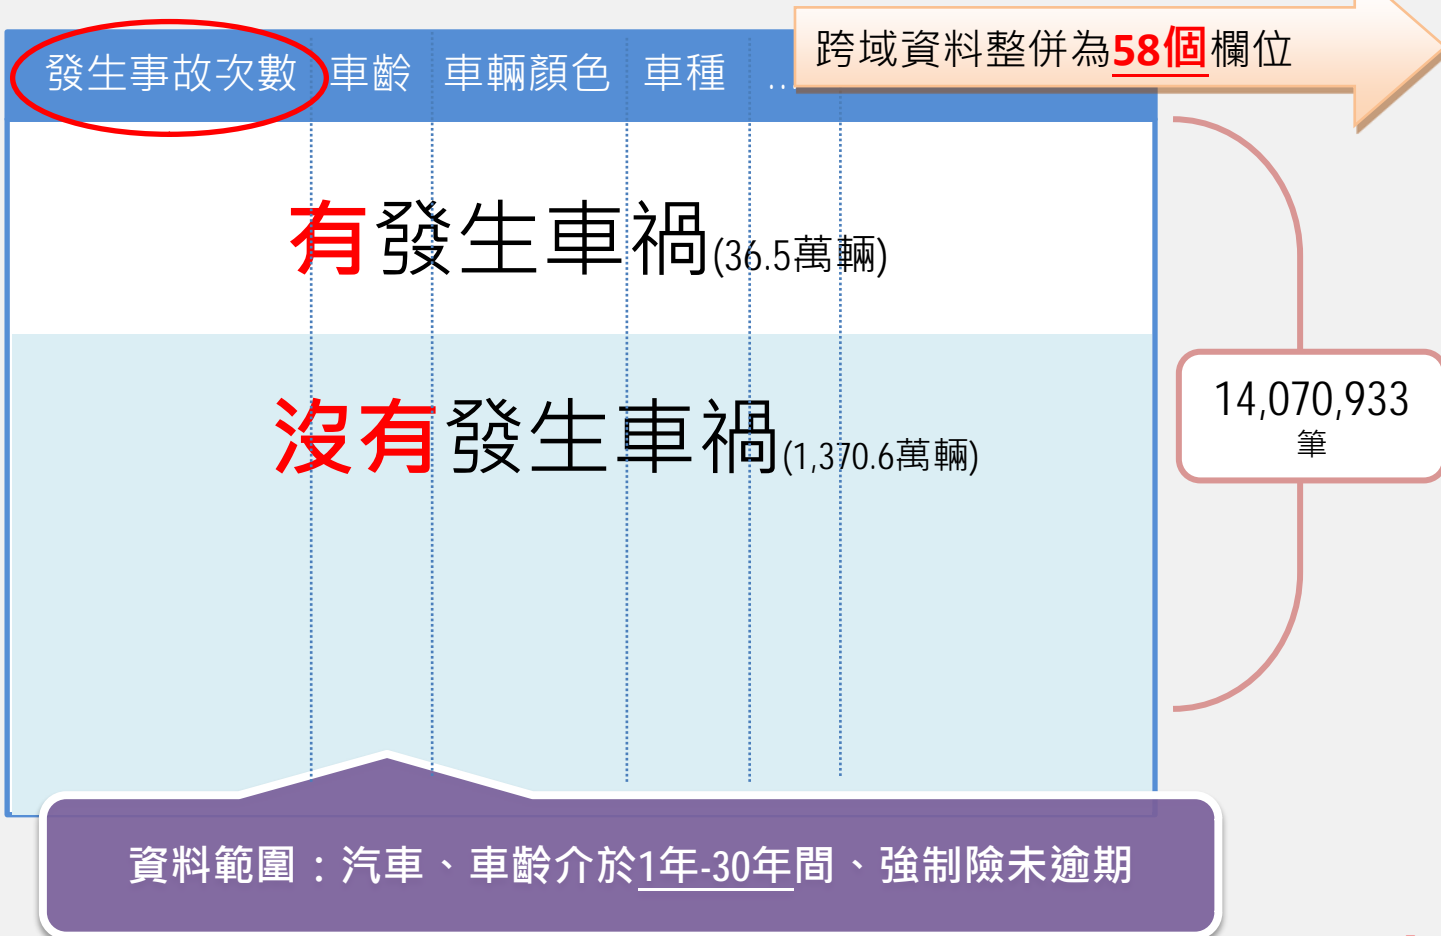 跨域資料整併為58個欄位
發生事故次數 車齡 車輛顏色 車種 ...
有發生車禍(36.5萬輛)
沒有發生車禍(1,370.6萬輛)
14,070,933
筆
資料範圍：汽車、車齡介於1年-30年間、強制險未逾期